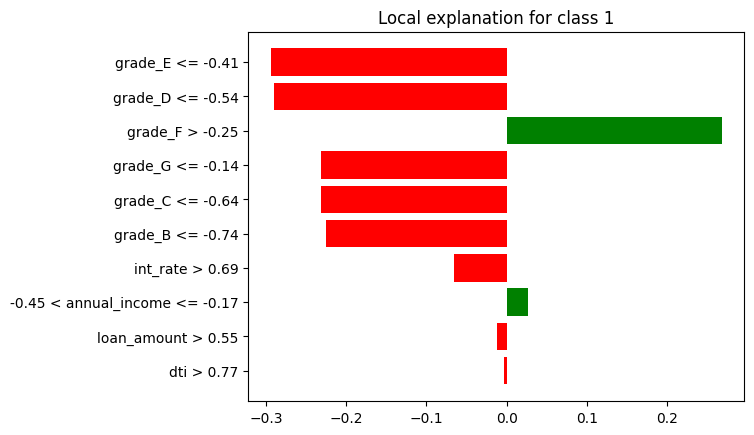 Local explanation for class 1
grade_E <= -0.41
grade_D <= -0.54
grade_F > -0.25
grade_G <= -0.14
grade_C <= -0.64
grade_B <= -0.74
int_rate > 0.69
-0.45 < annual_income <= -0.17
loan_amount > 0.55
dti > 0.77
−0.3 −0.2 −0.1 0.0 0.1 0.2